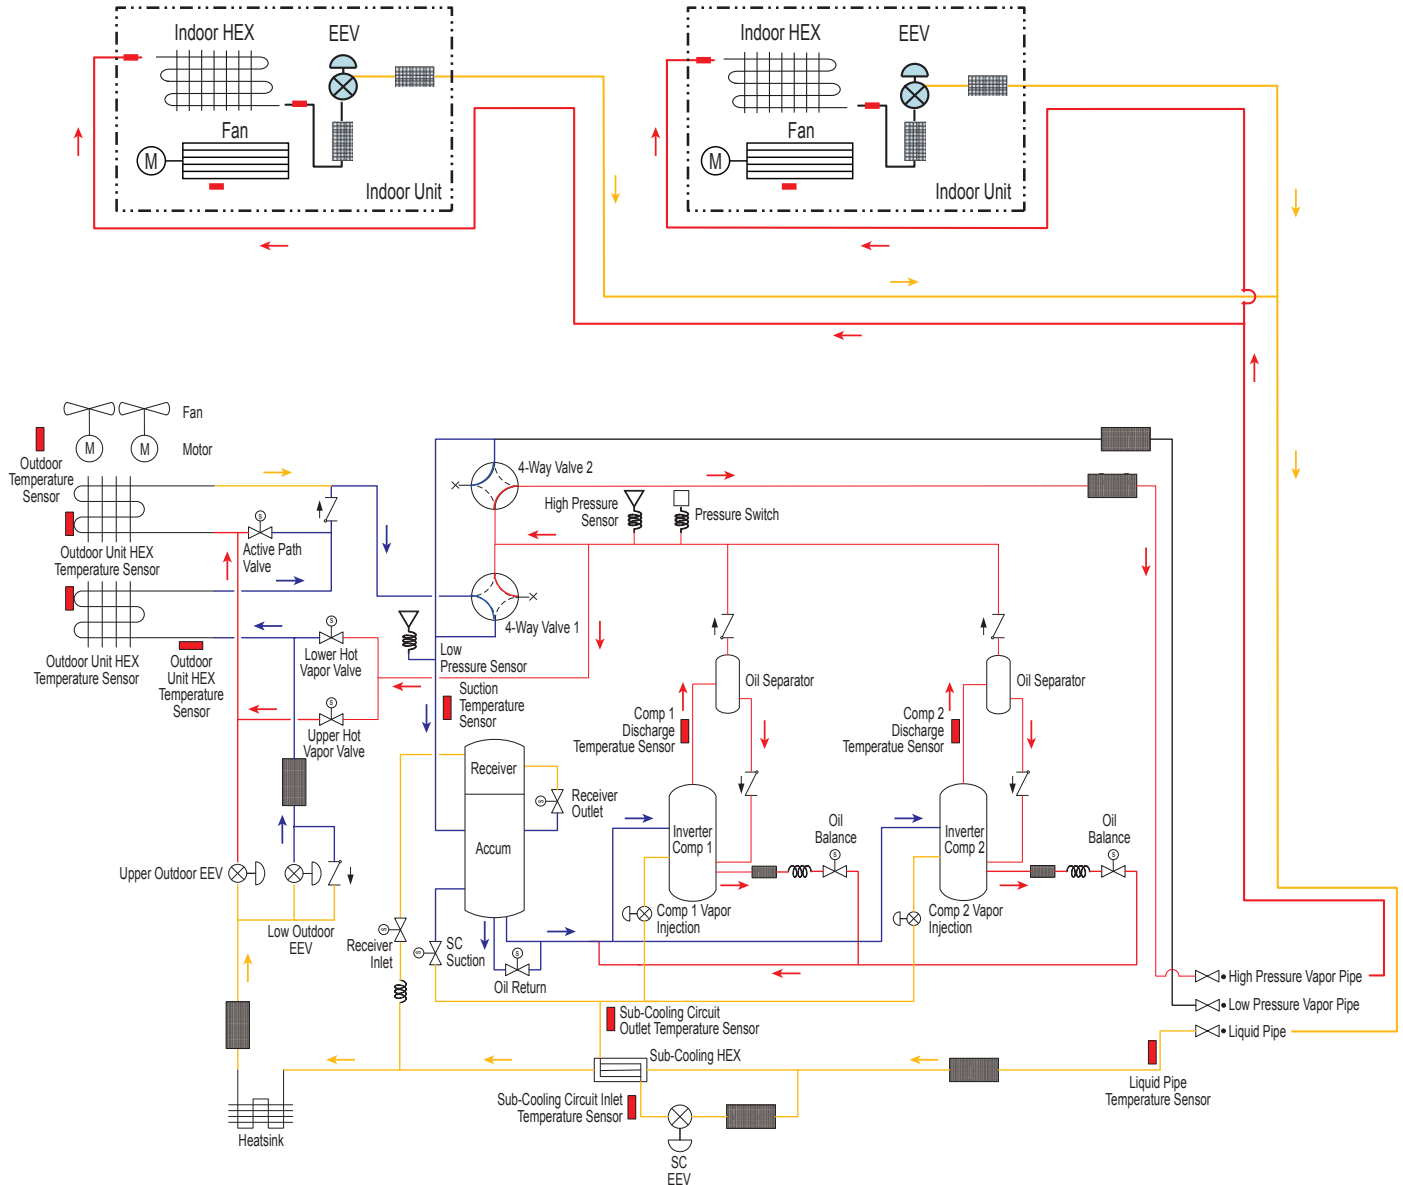 Indoor HEX
EEV
Fan
M
Indoor Unit
Indoor HEX
EEV
Fan
M
Indoor Unit
Fan
M
M
Motor
Outdoor
Temperature
Sensor
Outdoor Unit HEX
Temperature Sensor
S
Active Path
Valve
Outdoor Unit HEX
Temperature Sensor
Outdoor
Unit HEX
Temperature
Sensor
S
Lower Hot
Vapor Valve
S
Upper Hot
Vapor Valve
4-Way Valve 2
High Pressure
Sensor
Pressure Switch
4-Way Valve 1
Low
Pressure Sensor
Suction
Temperature
Sensor
Oil Separator
Oil Separator
Comp 1
Discharge
Temperatue Sensor
Comp 2
Discharge
Temperatue Sensor
Receiver
S
Receiver
Outlet
Accum
Inverter
Comp 1
Oil
Balance
S
Inverter
Comp 2
Oil
Balance
S
Upper Outdoor EEV
Low Outdoor
EEV
S
Receiver
Inlet
S
SC
Suction
S
Oil Return
Comp 1 Vapor
Injection
Comp 2 Vapor
Injection
High Pressure Vapor Pipe
Low Pressure Vapor Pipe
Liquid Pipe
Sub-Cooling Circuit
Outlet Temperature Sensor
Sub-Cooling HEX
Sub-Cooling Circuit Inlet
Temperature Sensor
Liquid Pipe
Temperature Sensor
Heatsink
SC
EEV